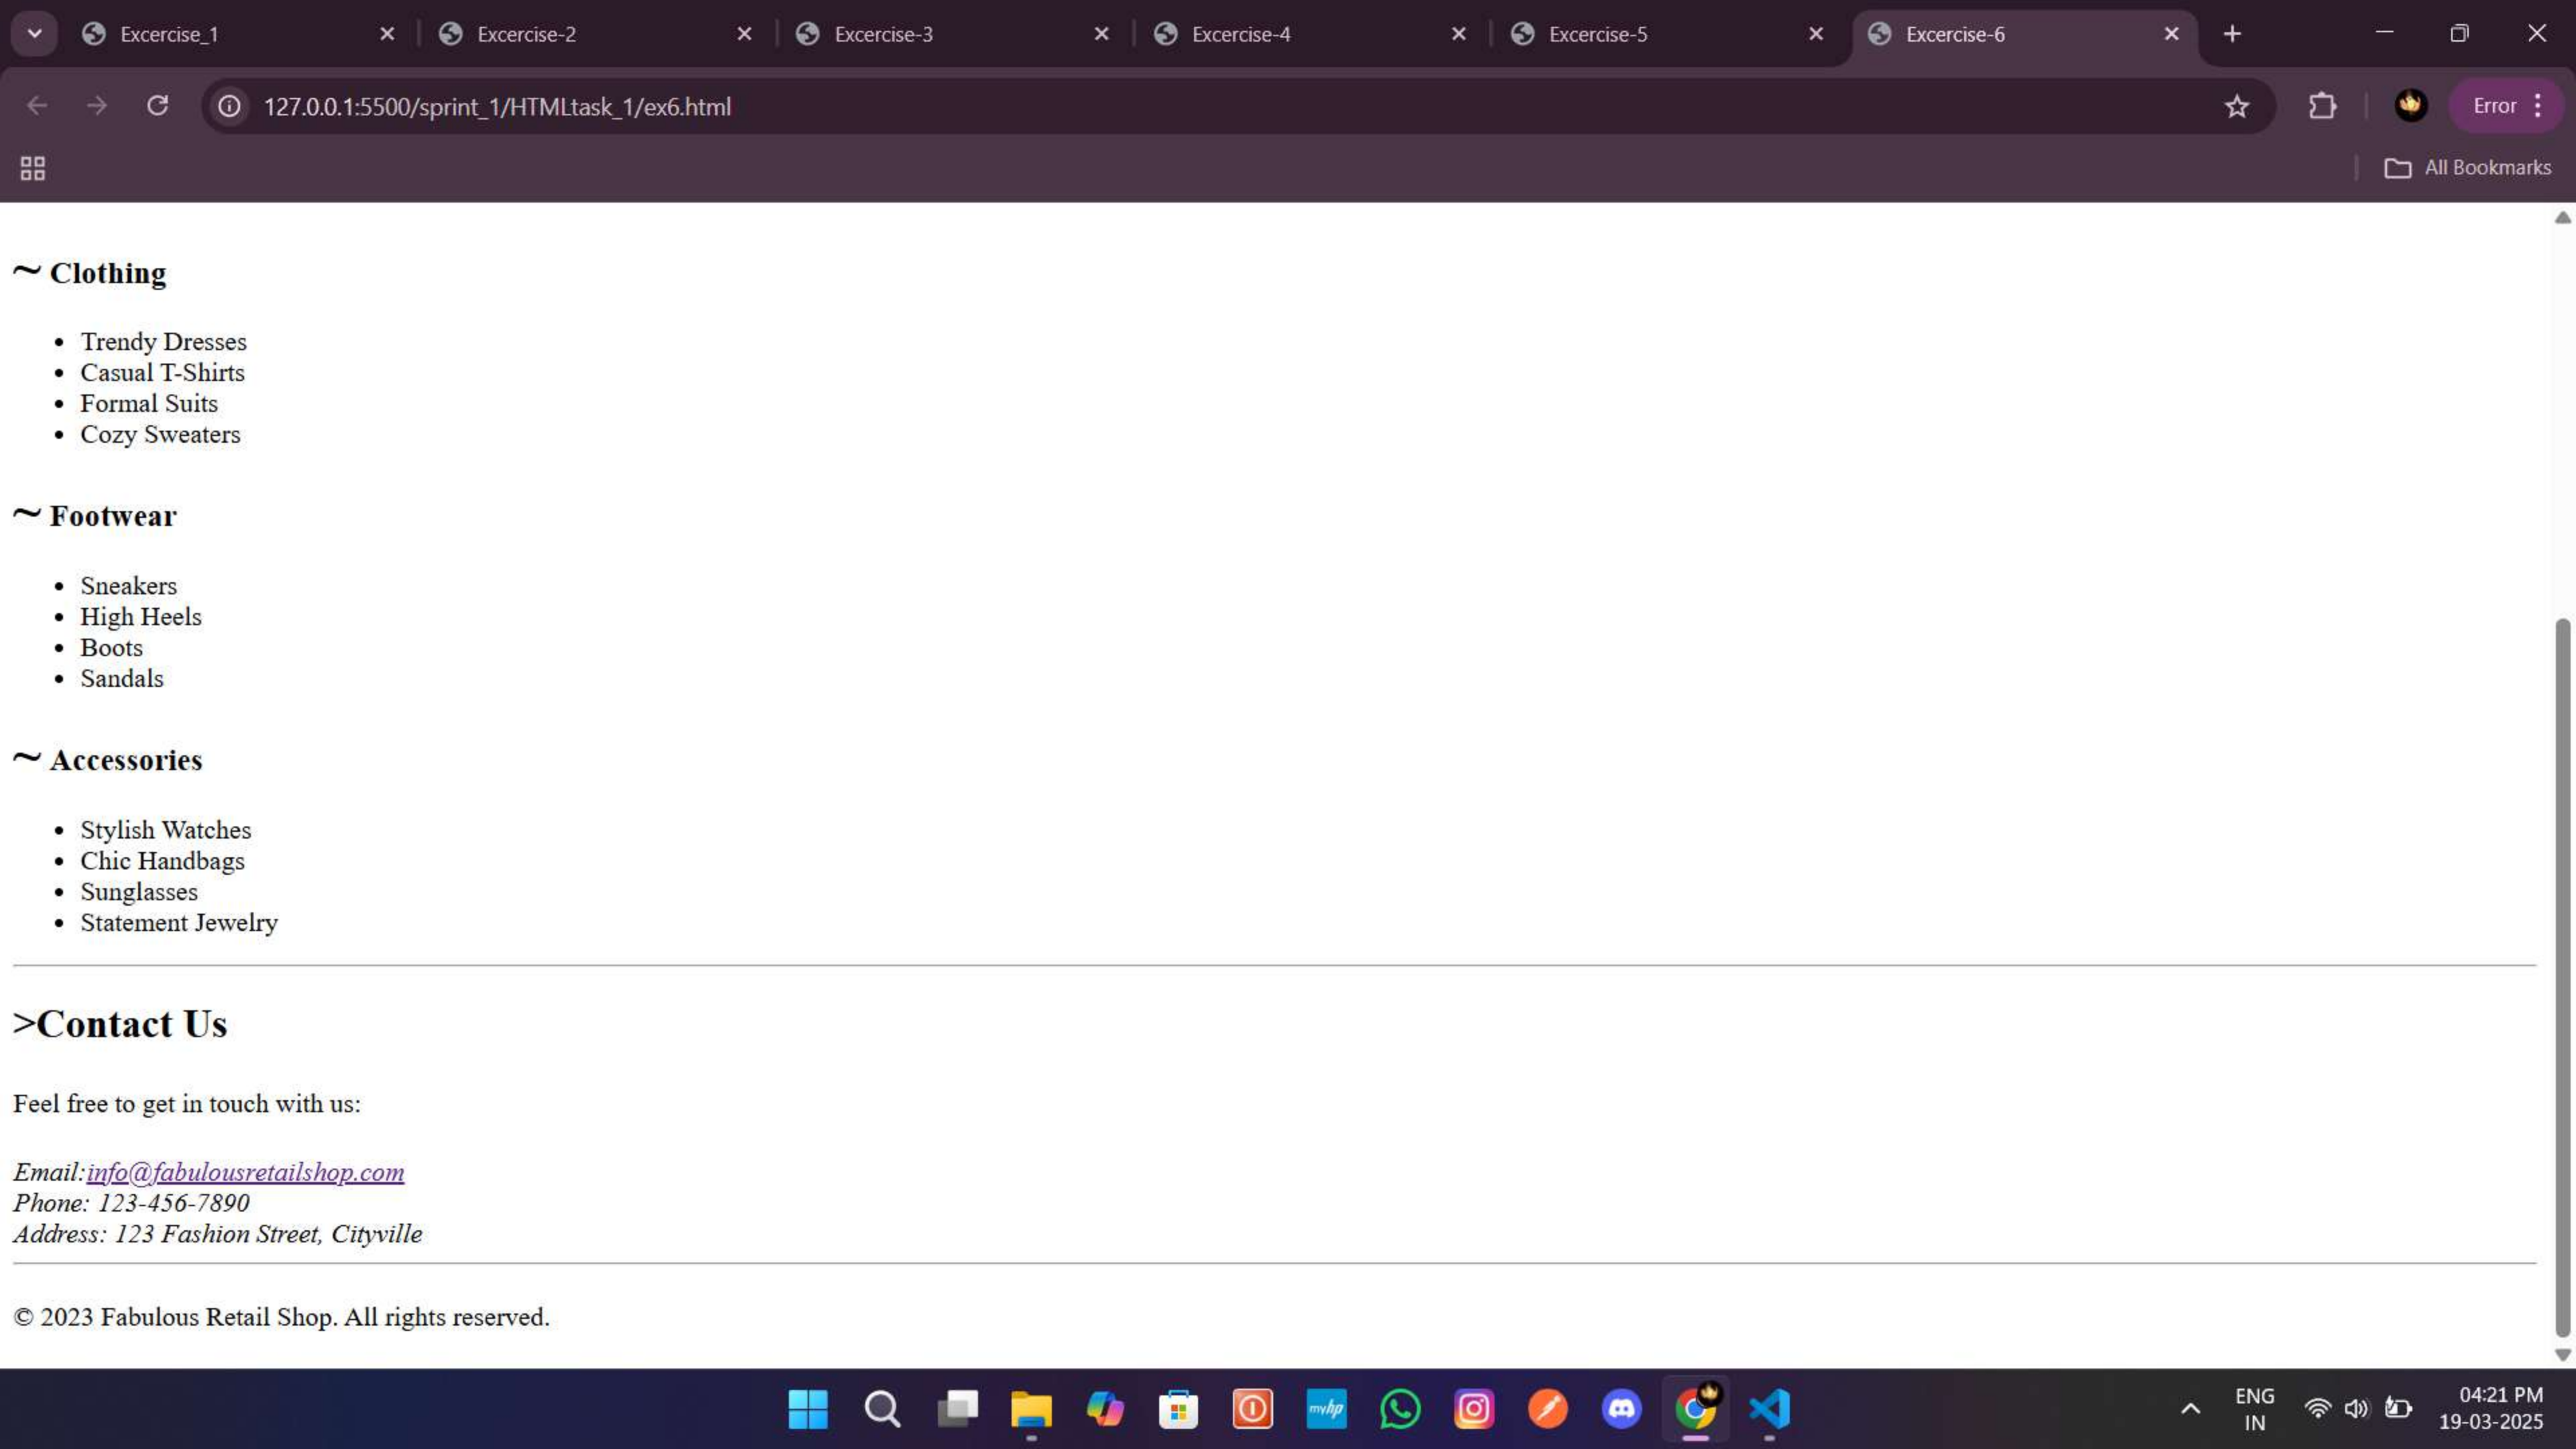 Excercise_1
Excercise-2
Excercise-3
Excercise-4
Excercise-5
Excercise-6
127.0.0.1:5500/sprint_1/HTMLtask_1/ex6.html
Error
All Bookmarks
~ Clothing
• Trendy Dresses
• Casual T-Shirts
• Formal Suits
• Cozy Sweaters
~ Footwear
• Sneakers
• High Heels
• Boots
• Sandals
~ Accessories
• Stylish Watches
• Chic Handbags
• Sunglasses
• Statement Jewelry
>Contact Us
Feel free to get in touch with us:
Email:info@fabulousretailshop.com
Phone: 123-456-7890
Address: 123 Fashion Street, Cityville
© 2023 Fabulous Retail Shop. All rights reserved.
myhp
ENG
IN
04:21 PM
19-03-2025